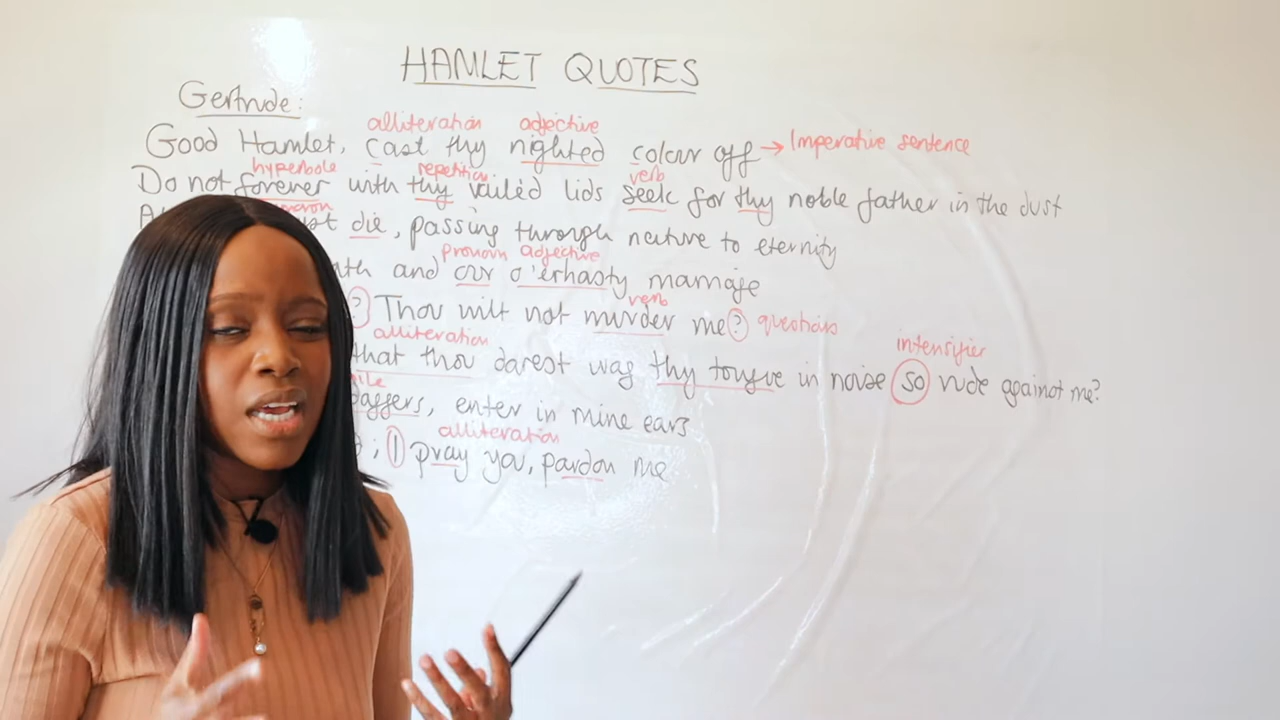 HAMLET QUOTES
Gertrude:
alliteration adjective
Good Hamlet, cast thy nighted colour off → Imperative sentence
hyperbole repetition verb
Do not forever with thy vailèd lids seek for thy noble father in the dust
die, passing through nature to eternity
pronoun adjective
and our o'erhasty marriage
verb
? Thou wilt not murder me? questions
alliteration intensifier
that thou darest wag thy tongue in noise so rude against me?
daggers, enter in mine ears
alliteration
; I pray you, pardon me